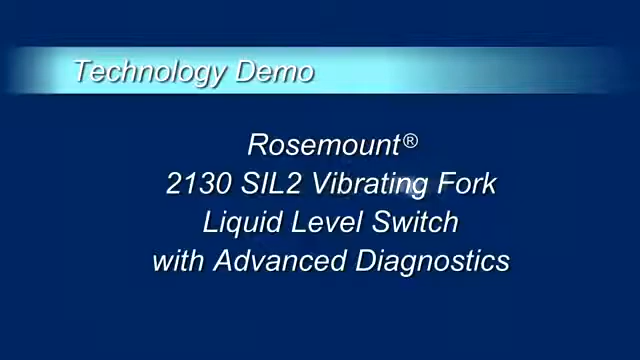 Technology Demo
Rosemount®
2130 SIL2 Vibrating Fork
Liquid Level Switch
with Advanced Diagnostics